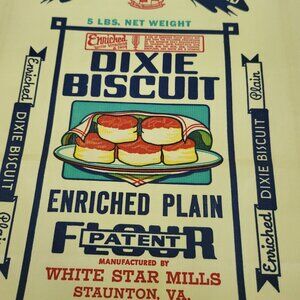 5 LBS. NET WEIGHT
Enriched
DIXIE
BISCUIT
ENRICHED PLAIN
FLOUR
PATENT
MANUFACTURED BY
WHITE STAR MILLS
STAUNTON, VA.
Enriched
DIXIE BISCUIT
Plain
Enriched
DIXIE BISCUIT
Plain